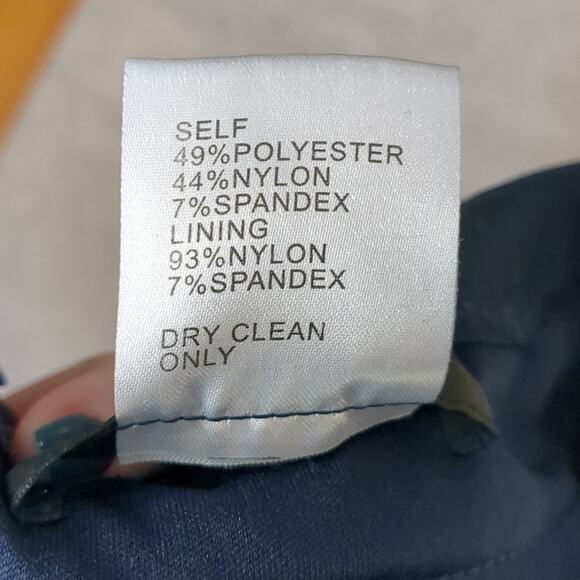 SELF
49%POLYESTER
44%NYLON
7%SPANDEX
LINING
93%NYLON
7%SPANDEX
DRY CLEAN
ONLY